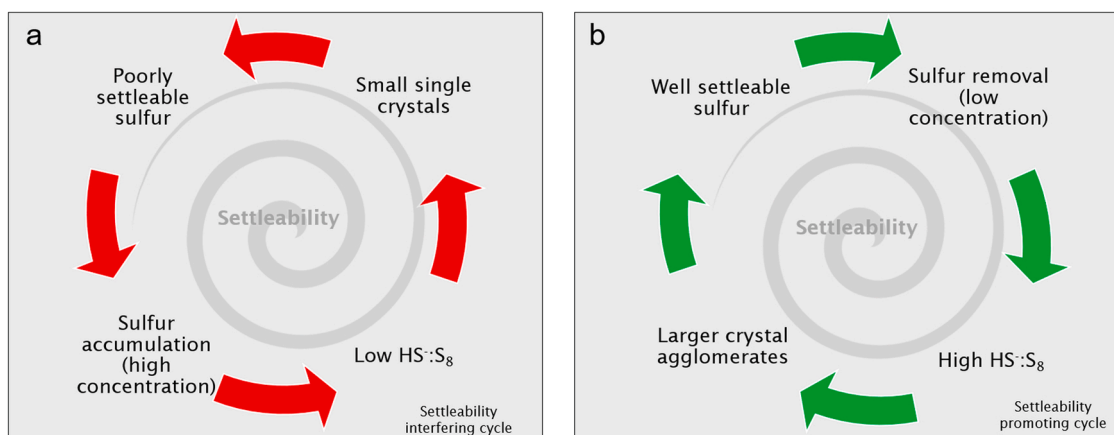 a
Poorly
settleable
sulfur
Small single
crystals
Settleability
Sulfur
accumulation
(high
concentration)
Low HS⁻:S₈
Settleability
interfering cycle
b
Well settleable
sulfur
Sulfur removal
(low
concentration)
Settleability
Larger crystal
agglomerates
High HS⁻:S₈
Settleability
promoting cycle